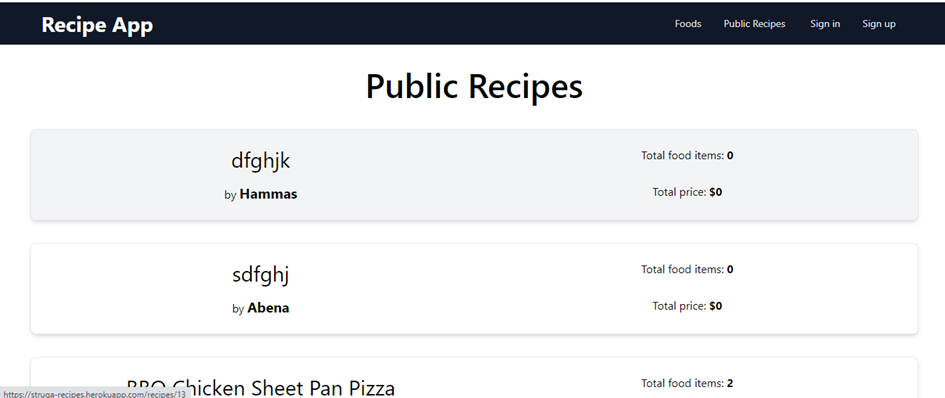 Recipe App Foods Public Recipes Sign in Sign up
Public Recipes
dfghjk
by Hammas
Total food items: 0
Total price: $0
sdfghj
by Abena
Total food items: 0
Total price: $0
BBQ Chicken Sheet Pan Pizza
Total food items: 2
https://struga-recipes.herokuapp.com/recipes/13